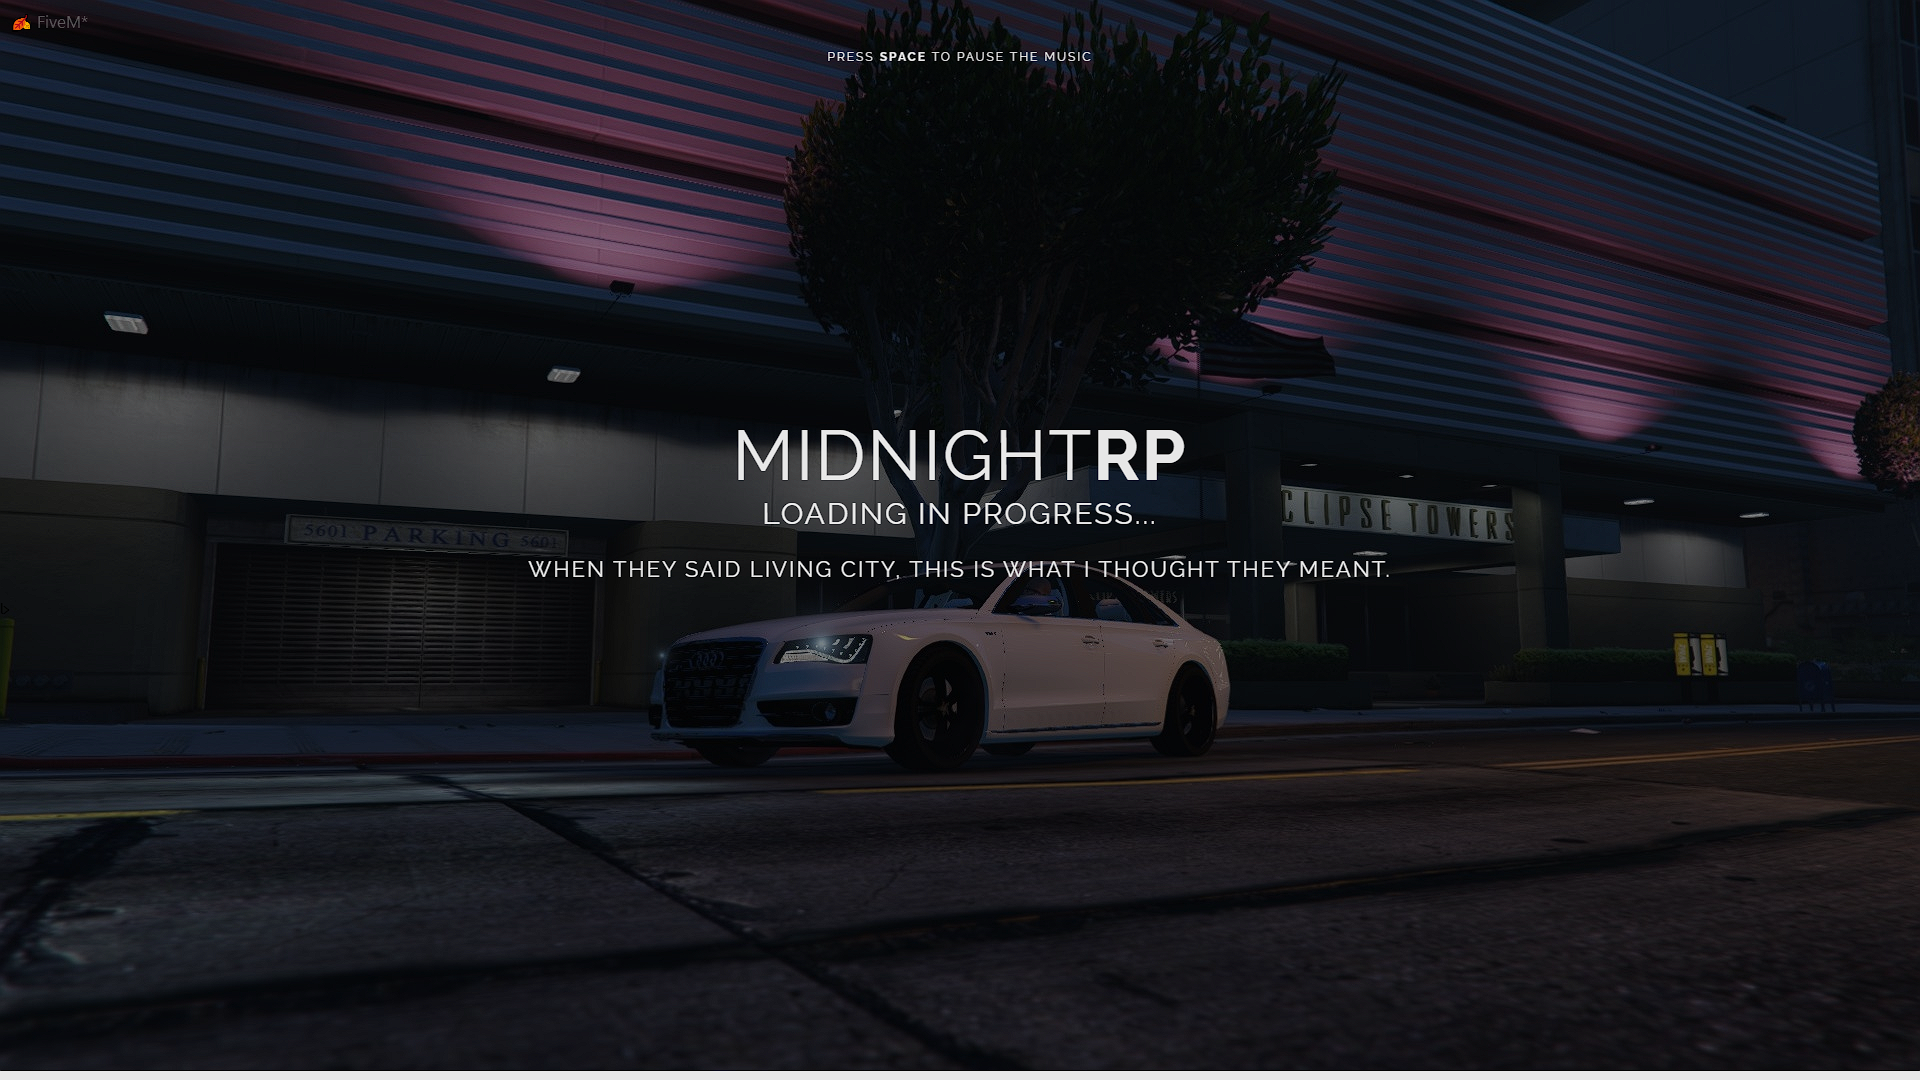 FiveM*
PRESS SPACE TO PAUSE THE MUSIC
MIDNIGHTRP
LOADING IN PROGRESS...
CLIPSE TOWERS
5601 PARKING 5601
WHEN THEY SAID LIVING CITY, THIS IS WHAT I THOUGHT THEY MEANT.